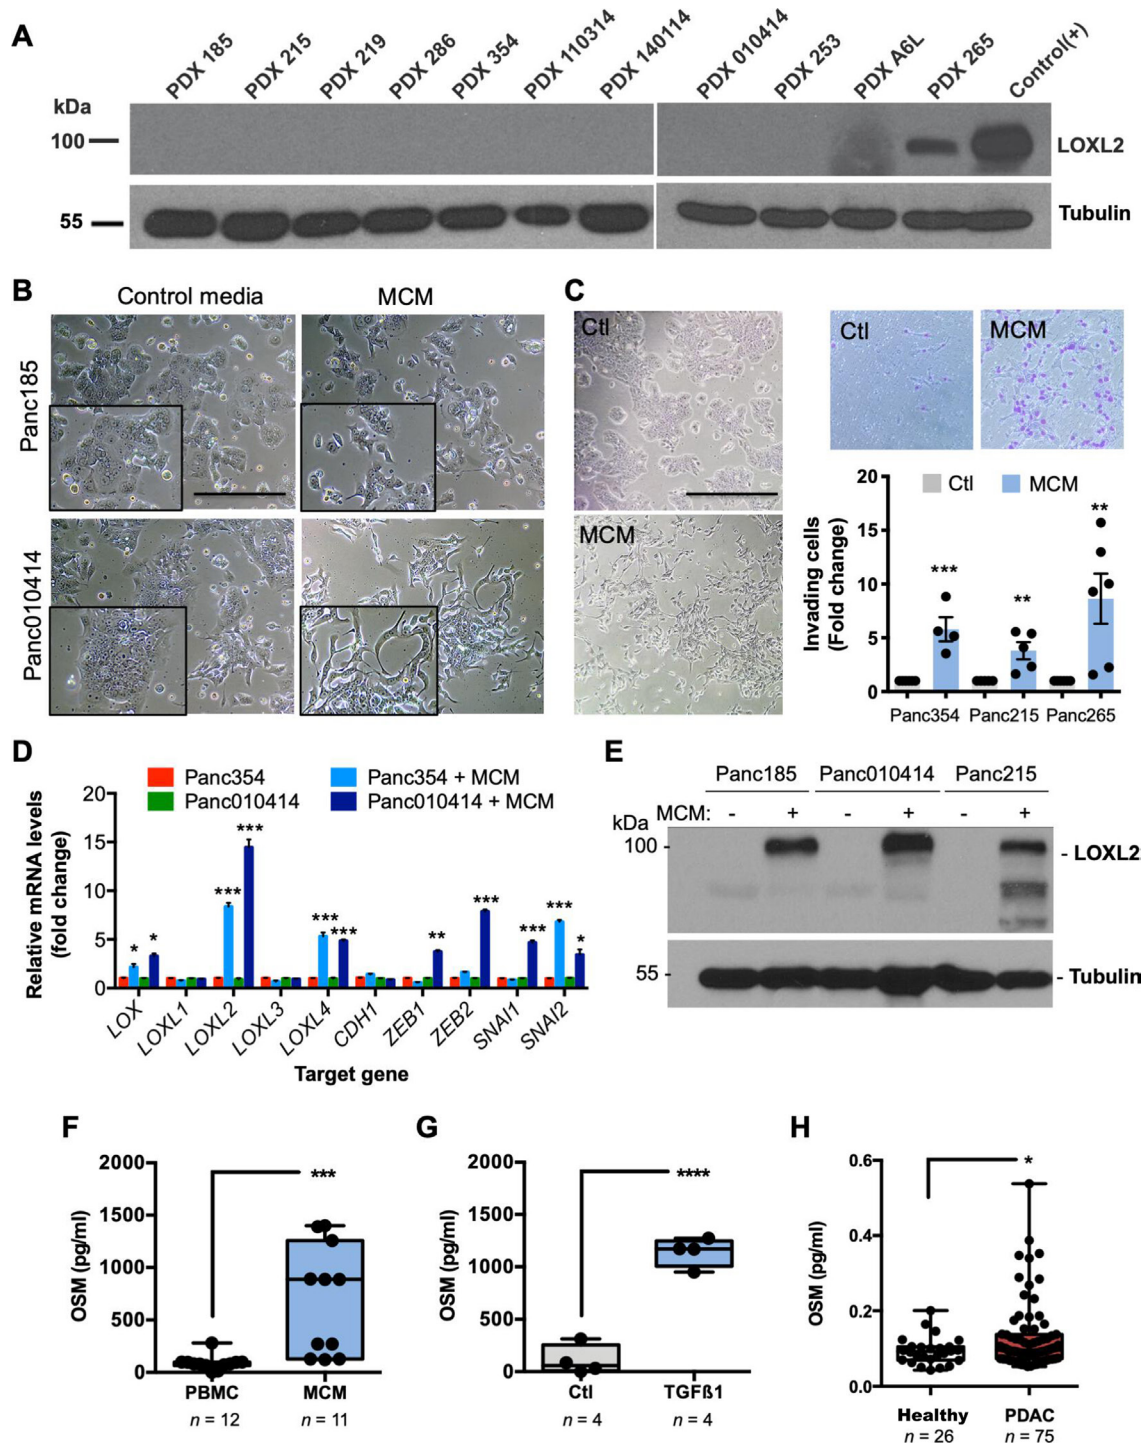 A
PDX 185
PDX 215
PDX 219
PDX 286
PDX 354
PDX 110314
PDX 140114
PDX 010414
PDX 253
PDX A6L
PDX 265
Control(+)
kDa
100
LOXL2
55
Tubulin
B
Control media
MCM
Panc185
Panc010414
C
Ctl
MCM
Ctl
MCM
Ctl
MCM
Invading cells
(Fold change)
20
15
10
5
0
***
**
**
Panc354
Panc215
Panc265
D
Panc354
Panc010414
Panc354 + MCM
Panc010414 + MCM
Relative mRNA levels
(fold change)
20
15
10
5
0
*
*
***
***
***
***
**
***
***
***
*
LOX
LOXL1
LOXL2
LOXL3
LOXL4
CDH1
ZEB1
ZEB2
SNAI1
SNAI2
Target gene
E
Panc185
Panc010414
Panc215
MCM:
-
+
-
+
-
+
kDa
100 -
- LOXL2
55 -
- Tubulin
F
OSM (pg/ml)
2000
1500
1000
500
0
***
PBMC
MCM
n = 12
n = 11
G
OSM (pg/ml)
2000
1500
1000
500
0
****
Ctl
TGFß1
n = 4
n = 4
H
OSM (pg/ml)
0.6
0.4
0.2
0.0
*
Healthy
PDAC
n = 26
n = 75